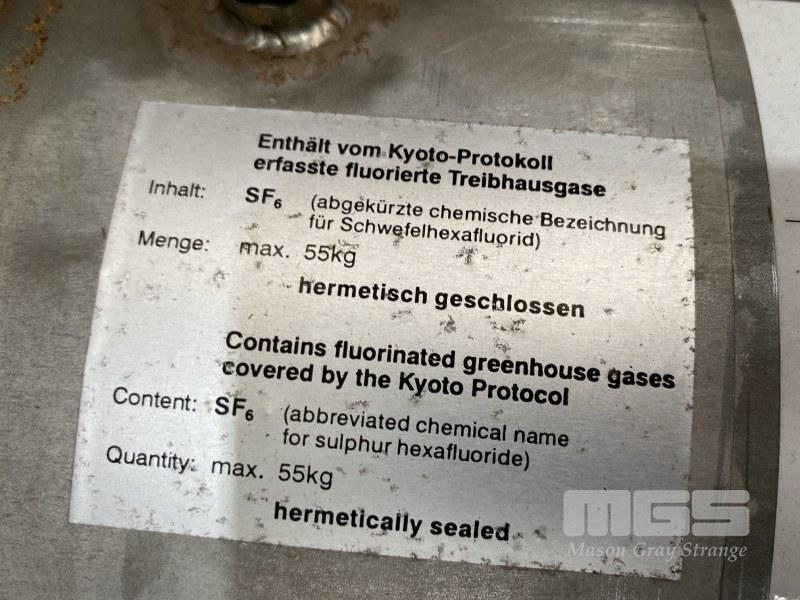 Enthält vom Kyoto-Protokoll
erfasste fluorierte Treibhausgase
Inhalt: SF₆ (abgekürzte chemische Bezeichnung
für Schwefelhexafluorid)
Menge: max. 55kg
hermetisch geschlossen
Contains fluorinated greenhouse gases
covered by the Kyoto Protocol
Content: SF₆ (abbreviated chemical name
for sulphur hexafluoride)
Quantity: max. 55kg
hermetically sealed
MGS
Mason Gray Strange